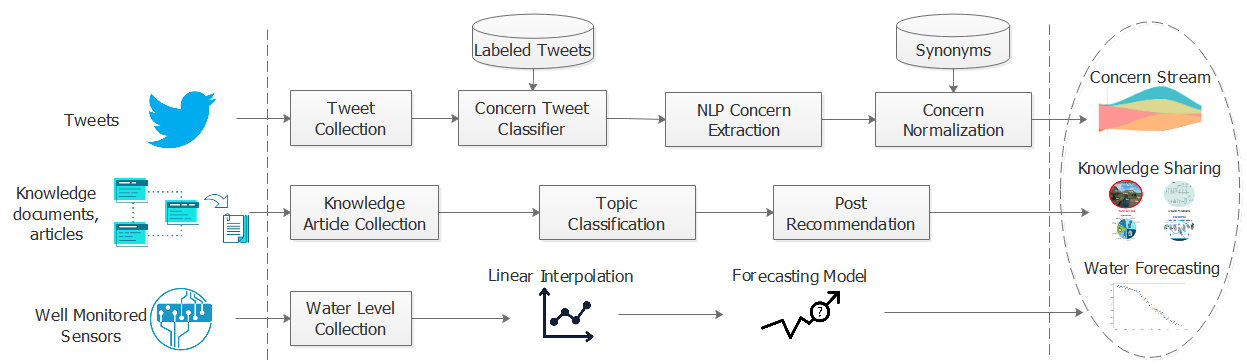 Labeled Tweets
Synonyms
Tweets
Tweet
Collection
Concern Tweet
Classifier
NLP Concern
Extraction
Concern
Normalization
Concern Stream
Knowledge
documents,
articles
Knowledge
Article Collection
Topic
Classification
Post
Recommendation
Knowledge Sharing
Well Monitored
Sensors
Water Level
Collection
Linear Interpolation
Forecasting Model
?
Water Forecasting